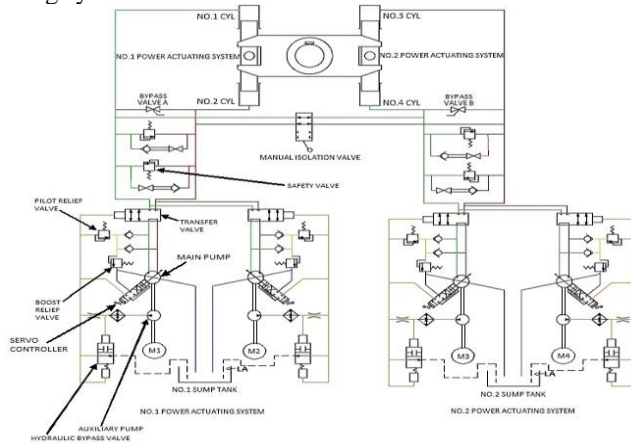 NO.1 CYL
NO.3 CYL
NO.1 POWER ACTUATING SYSTEM
NO.2 POWER ACTUATING SYSTEM
BYPASS
VALVE A
NO.2 CYL
NO.4 CYL
BYPASS
VALVE B
MANUAL ISOLATION VALVE
SAFETY VALVE
PILOT RELIEF
VALVE
TRANSFER
VALVE
MAIN PUMP
BOOST
RELIEF
VALVE
SERVO
CONTROLLER
M1
M2
M3
M4
LA
LA
NO.1 SUMP TANK
NO.2 SUMP TANK
NO.1 POWER ACTUATING SYSTEM
NO.2 POWER ACTUATING SYSTEM
AUXILIARY PUMP
HYDRAULIC BYPASS VALVE